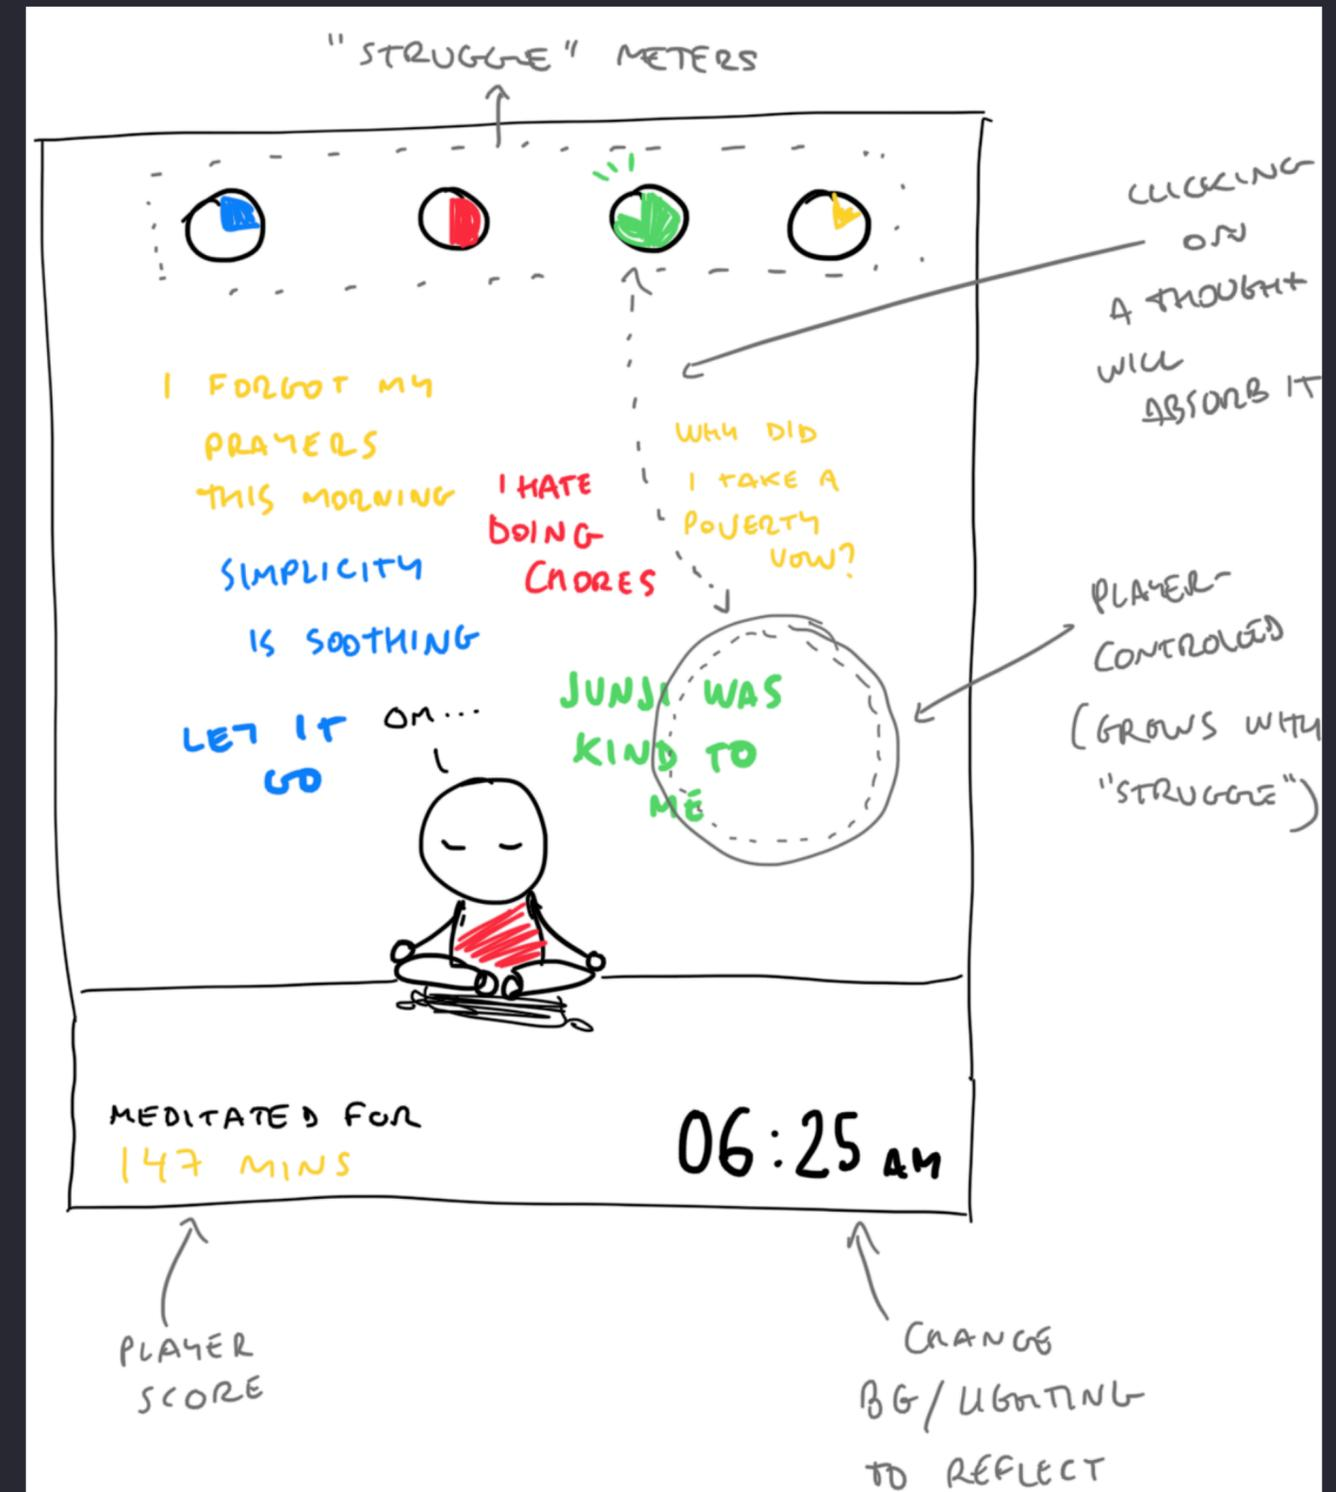 "STRUGGLE" METERS
CLICKING
ON
A THOUGHT
WILL
ABSORB IT
I FORGOT MY
PRAYERS
THIS MORNING
I HATE
DOING
CHORES
WHY DID
I TAKE A
POVERTY
VOW?
SIMPLICITY
IS SOOTHING
LET IT
GO
OM...
JUNJI WAS
KIND TO
ME
PLAYER-
CONTROLED
(GROWS WITH
"STRUGGLE")
MEDITATED FOR
147 MINS
06:25 AM
PLAYER
SCORE
CHANGE
BG/LIGHTING
TO REFLECT